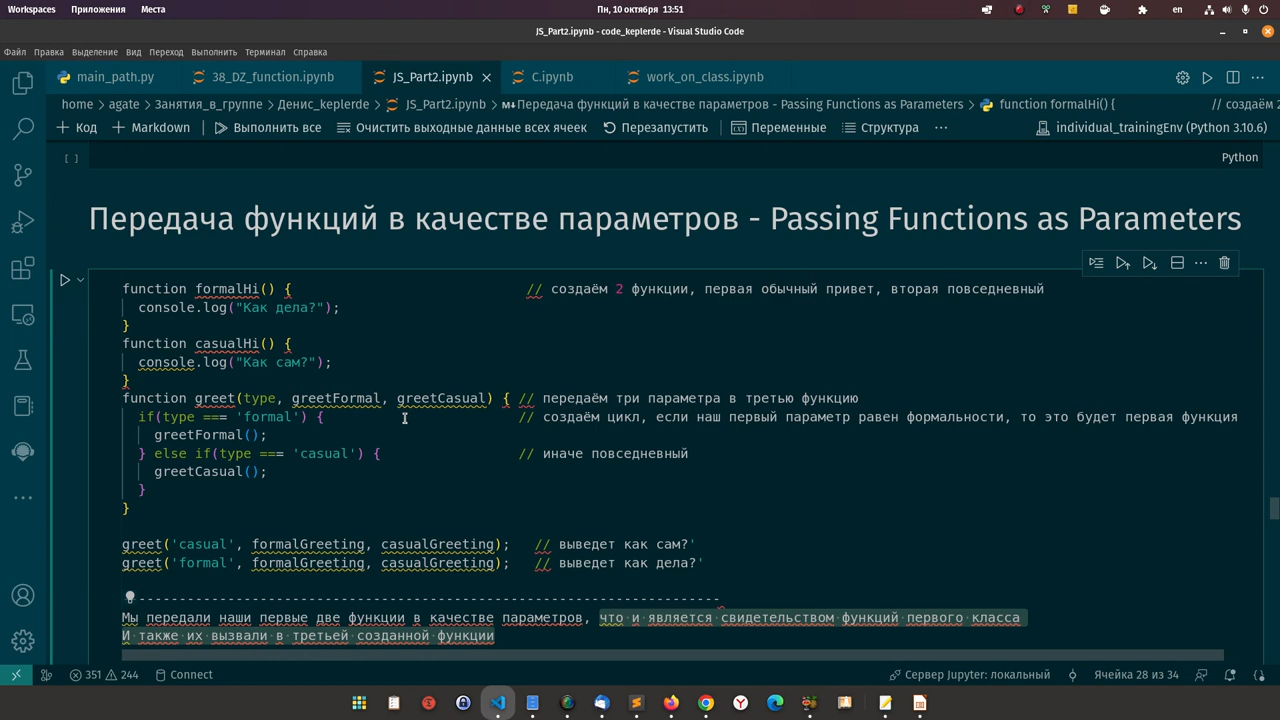 Workspaces Приложения Места Пн, 10 октября 13:51 en
JS_Part2.ipynb - code_keplerde - Visual Studio Code
Файл Правка Выделение Вид Переход Выполнить Терминал Справка
main_path.py 38_DZ_function.ipynb JS_Part2.ipynb C.ipynb work_on_class.ipynb
home > agate > Занятия_в_группе > Денис_keplerde > JS_Part2.ipynb > M↓Передача функций в качестве параметров - Passing Functions as Parameters > function formalHi() { // создаём 2
+ Код + Markdown Выполнить все Очистить выходные данные всех ячеек Перезапустить Переменные Структура ... individual_trainingEnv (Python 3.10.6)
[ ] Python
Передача функций в качестве параметров - Passing Functions as Parameters
function formalHi() { // создаём 2 функции, первая обычный привет, вторая повседневный
console.log("Как дела?");
}
function casualHi() {
console.log("Как сам?");
}
function greet(type, greetFormal, greetCasual) { // передаём три параметра в третью функцию
if(type === 'formal') { // создаём цикл, если наш первый параметр равен формальности, то это будет первая функция
greetFormal();
} else if(type === 'casual') { // иначе повседневный
greetCasual();
}
}
greet('casual', formalGreeting, casualGreeting); // выведет как сам?'
greet('formal', formalGreeting, casualGreeting); // выведет как дела?'
-------------------------------------------------------------------------
Мы передали наши первые две функции в качестве параметров, что и является свидетельством функций первого класса
И также их вызвали в третьей созданной функции
351 244 Connect Сервер Jupyter: локальный Ячейка 28 из 34